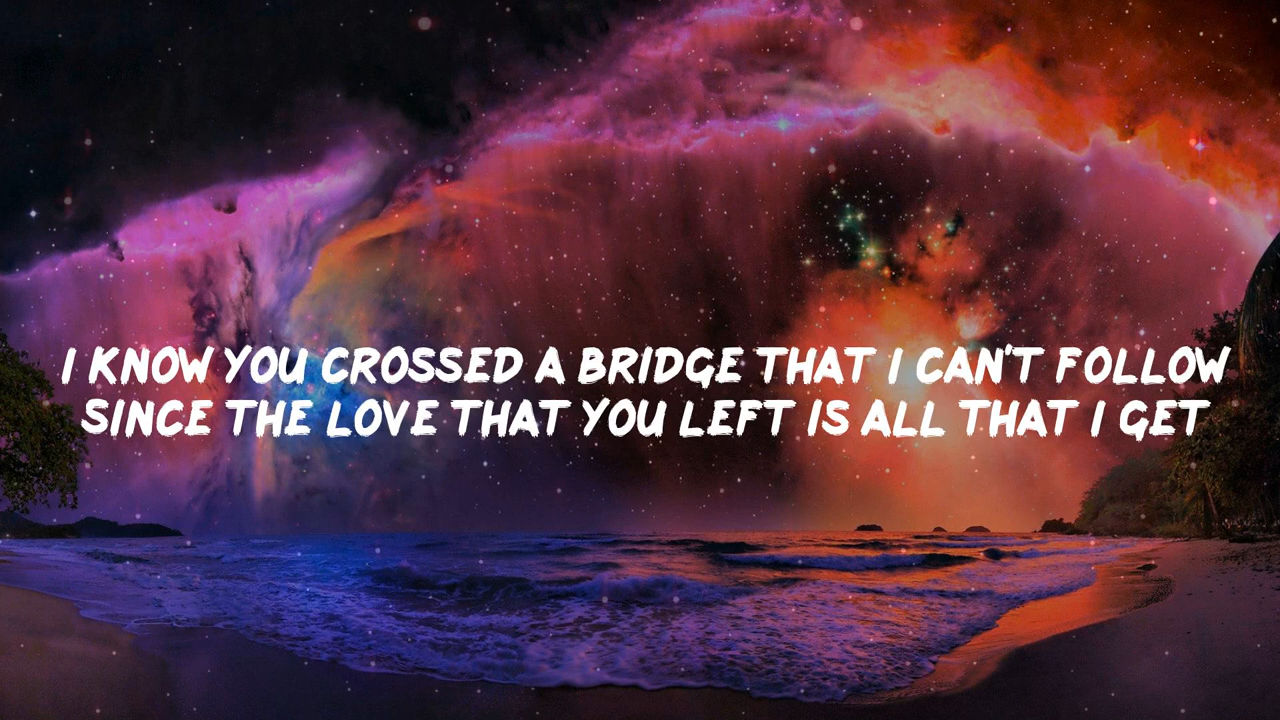 I KNOW YOU CROSSED A BRIDGE THAT I CAN'T FOLLOW
SINCE THE LOVE THAT YOU LEFT IS ALL THAT I GET